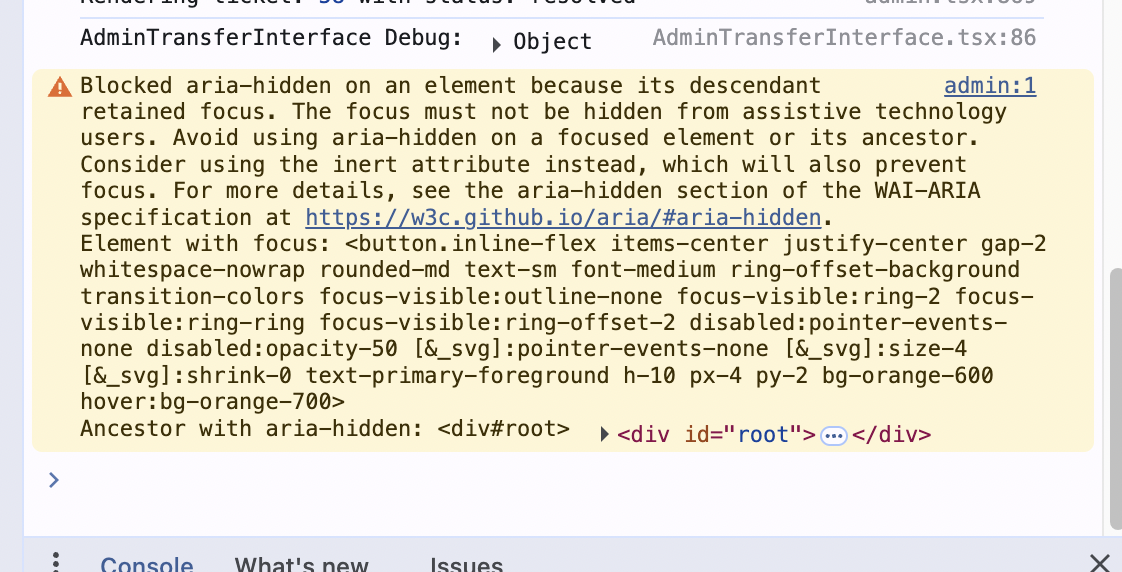 Rendering ticket: 38 with status: resolved
AdminTransferInterface Debug: ▶ Object AdminTransferInterface.tsx:86
Blocked aria-hidden on an element because its descendant admin:1
retained focus. The focus must not be hidden from assistive technology
users. Avoid using aria-hidden on a focused element or its ancestor.
Consider using the inert attribute instead, which will also prevent
focus. For more details, see the aria-hidden section of the WAI-ARIA
specification at https://w3c.github.io/aria/#aria-hidden.
Element with focus: <button.inline-flex items-center justify-center gap-2
whitespace-nowrap rounded-md text-sm font-medium ring-offset-background
transition-colors focus-visible:outline-none focus-visible:ring-2 focus-
visible:ring-ring focus-visible:ring-offset-2 disabled:pointer-events-
none disabled:opacity-50 [&_svg]:pointer-events-none [&_svg]:size-4
[&_svg]:shrink-0 text-primary-foreground h-10 px-4 py-2 bg-orange-600
hover:bg-orange-700>
Ancestor with aria-hidden: <div#root> ▶ <div id="root">…</div>
Console What's new Issues